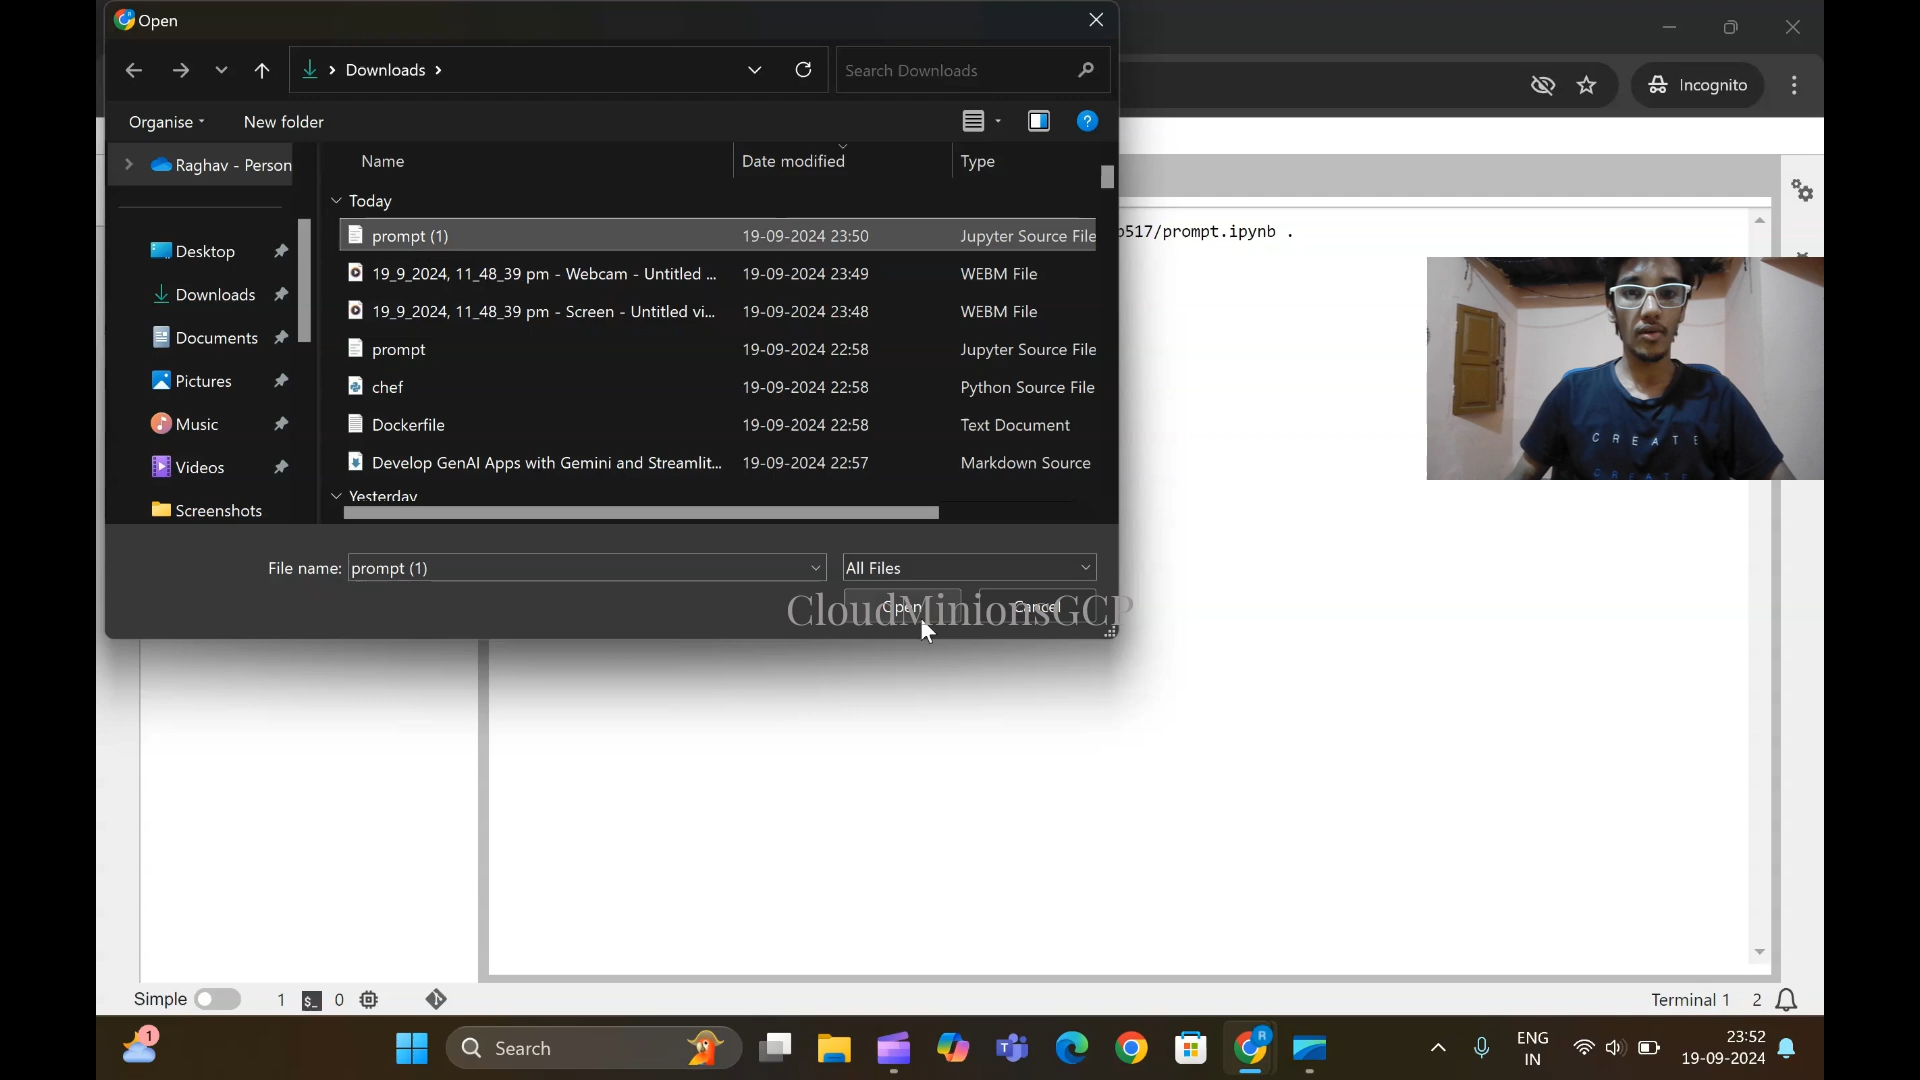 Open
Downloads
Search Downloads
Incognito
Organise
New folder
Raghav - Person
Name
Date modified
Type
Today
prompt (1)
19-09-2024 23:50
Jupyter Source File
b517/prompt.ipynb .
19_9_2024, 11_48_39 pm - Webcam - Untitled ...
19-09-2024 23:49
WEBM File
19_9_2024, 11_48_39 pm - Screen - Untitled vi...
19-09-2024 23:48
WEBM File
prompt
19-09-2024 22:58
Jupyter Source File
chef
19-09-2024 22:58
Python Source File
Dockerfile
19-09-2024 22:58
Text Document
Develop GenAI Apps with Gemini and Streamlit...
19-09-2024 22:57
Markdown Source
Yesterday
Desktop
Downloads
Documents
Pictures
Music
Videos
Screenshots
CREATE
CREATE
File name:
prompt (1)
All Files
Open
Cancel
CloudMinionsGCP
Simple
1
0
Terminal 1
2
1
Search
ENG
IN
23:52
19-09-2024